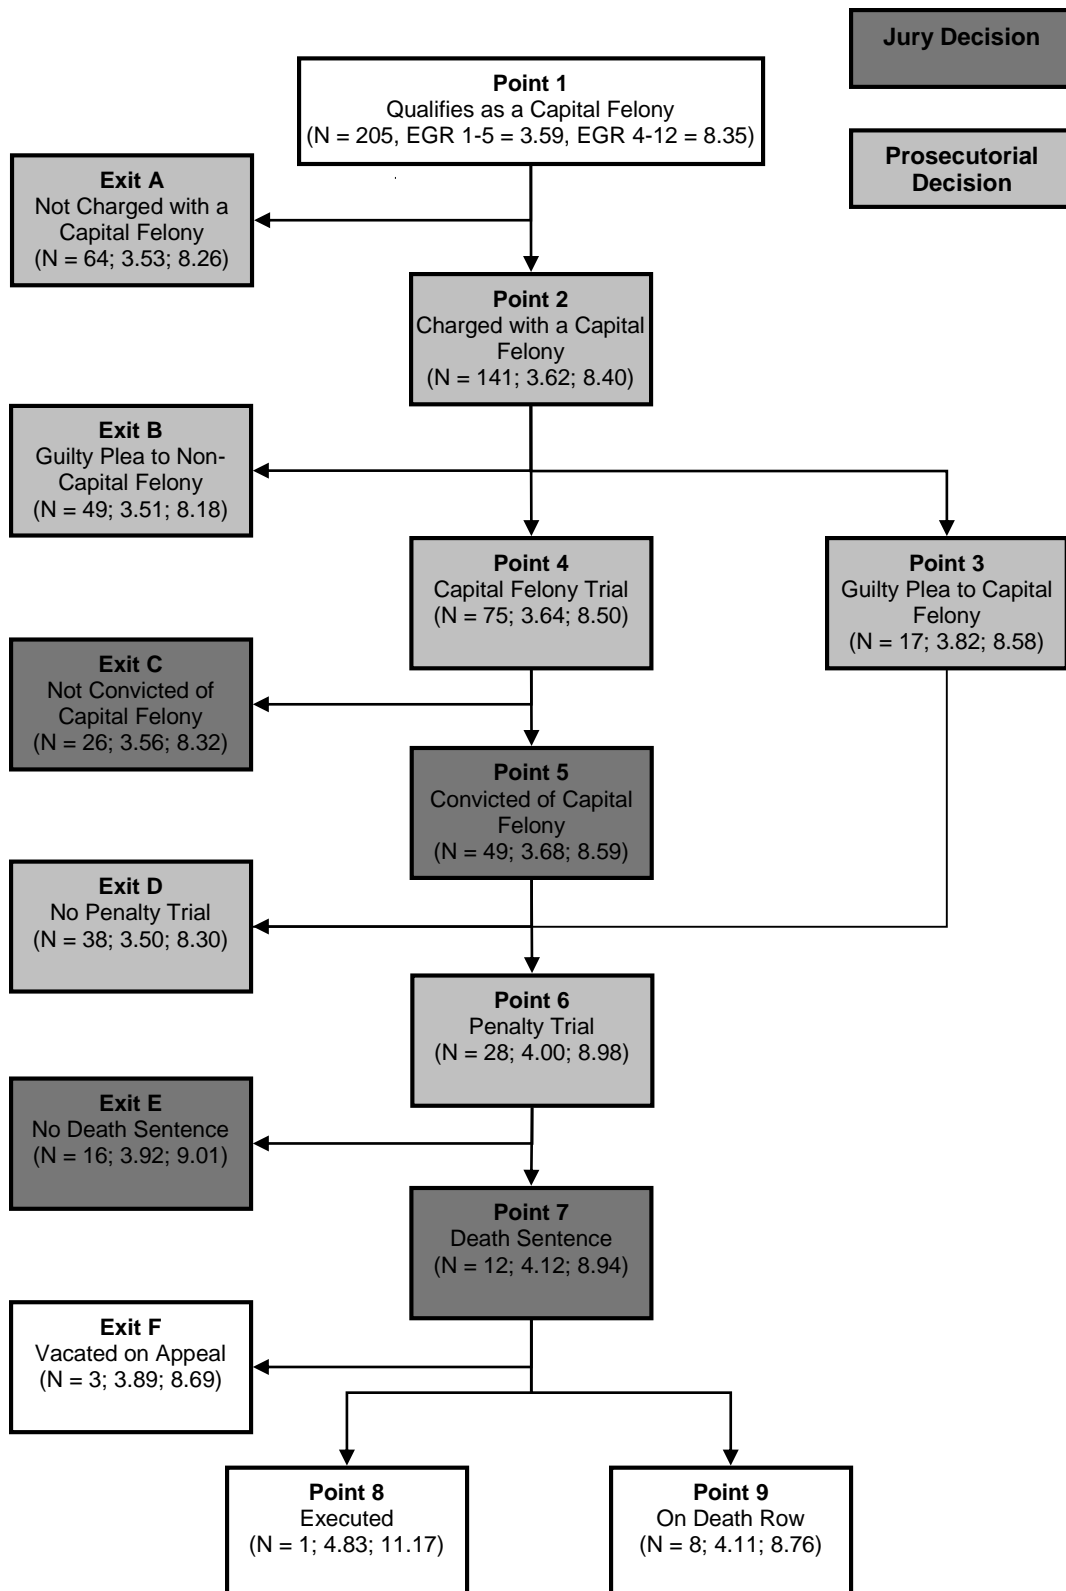 Jury Decision
Point 1
Qualifies as a Capital Felony
(N = 205, EGR 1-5 = 3.59, EGR 4-12 = 8.35)
Prosecutorial
Decision
Exit A
Not Charged with a
Capital Felony
(N = 64; 3.53; 8.26)
Point 2
Charged with a Capital
Felony
(N = 141; 3.62; 8.40)
Exit B
Guilty Plea to Non-
Capital Felony
(N = 49; 3.51; 8.18)
Point 4
Capital Felony Trial
(N = 75; 3.64; 8.50)
Point 3
Guilty Plea to Capital
Felony
(N = 17; 3.82; 8.58)
Exit C
Not Convicted of
Capital Felony
(N = 26; 3.56; 8.32)
Point 5
Convicted of Capital
Felony
(N = 49; 3.68; 8.59)
Exit D
No Penalty Trial
(N = 38; 3.50; 8.30)
Point 6
Penalty Trial
(N = 28; 4.00; 8.98)
Exit E
No Death Sentence
(N = 16; 3.92; 9.01)
Point 7
Death Sentence
(N = 12; 4.12; 8.94)
Exit F
Vacated on Appeal
(N = 3; 3.89; 8.69)
Point 8
Executed
(N = 1; 4.83; 11.17)
Point 9
On Death Row
(N = 8; 4.11; 8.76)